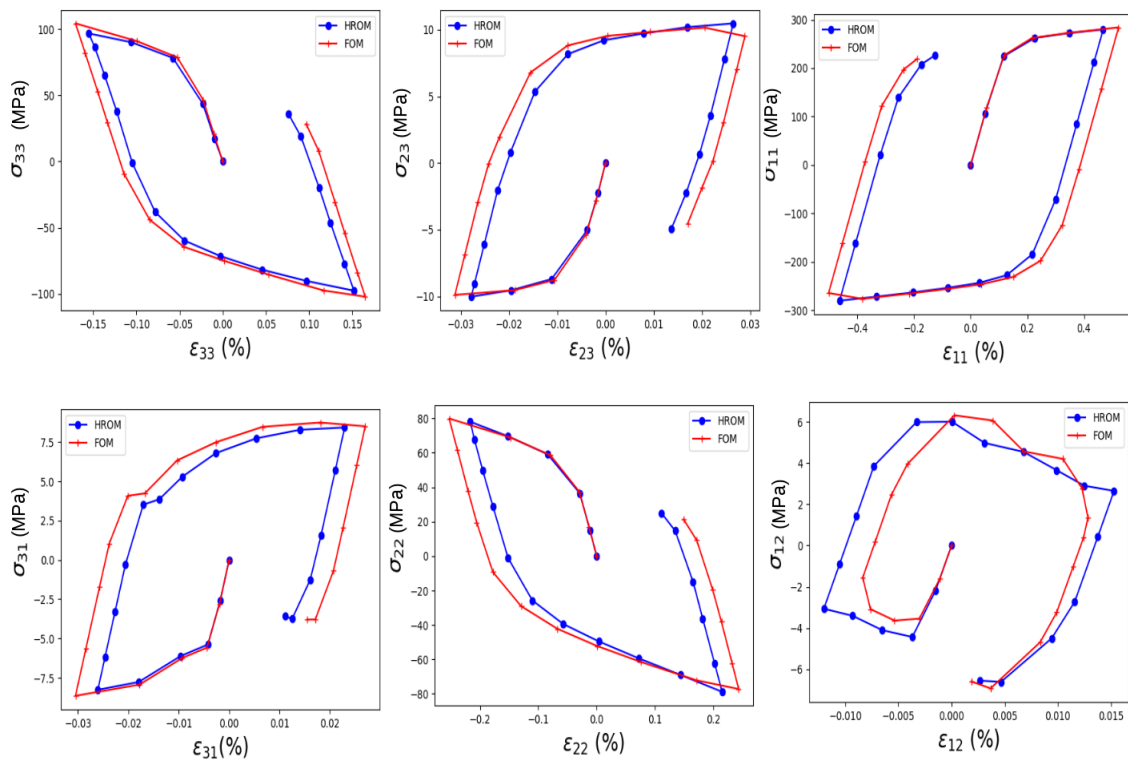 HROM
FOM
100
50
0
−50
−100
σ33 (MPa)
−0.15 −0.10 −0.05 0.00 0.05 0.10 0.15
ε33 (%)
HROM
FOM
10
5
0
−5
−10
σ23 (MPa)
−0.03 −0.02 −0.01 0.00 0.01 0.02 0.03
ε23 (%)
HROM
FOM
300
200
100
0
−100
−200
−300
σ11 (MPa)
−0.4 −0.2 0.0 0.2 0.4
ε11 (%)
HROM
FOM
7.5
5.0
2.5
0.0
−2.5
−5.0
−7.5
σ31 (MPa)
−0.03 −0.02 −0.01 0.00 0.01 0.02
ε31(%)
HROM
FOM
80
60
40
20
0
−20
−40
−60
−80
σ22 (MPa)
−0.2 −0.1 0.0 0.1 0.2
ε22 (%)
HROM
FOM
6
4
2
0
−2
−4
−6
σ12 (MPa)
−0.010 −0.005 0.000 0.005 0.010 0.015
ε12 (%)